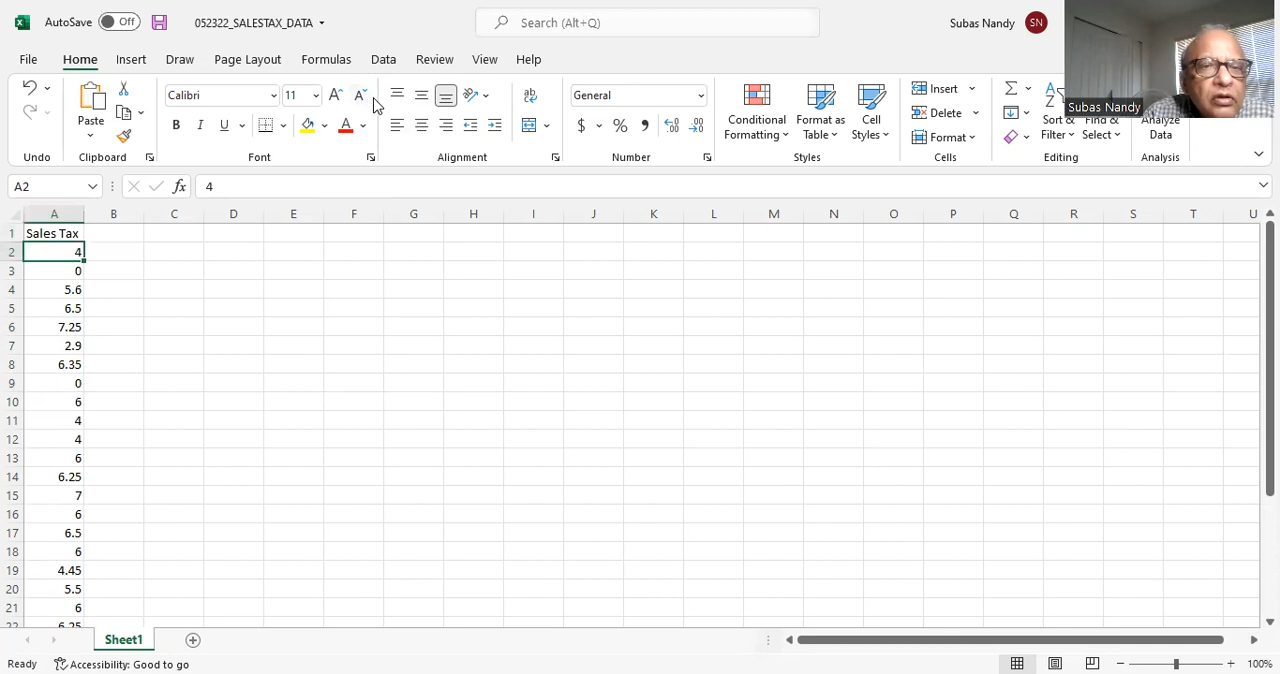 AutoSave Off 052322_SALESTAX_DATA Search (Alt+Q) Subas Nandy SN
File Home Insert Draw Page Layout Formulas Data Review View Help
Calibri 11 General Insert
Paste Conditional Formatting Format as Table Cell Styles Delete Sort & Filter Find & Select Analyze Data
B I U $ % Format
Undo Clipboard Font Alignment Number Styles Cells Editing Analysis
Subas Nandy
A2 fx 4
A B C D E F G H I J K L M N O P Q R S T U
1 Sales Tax
2 4
3 0
4 5.6
5 6.5
6 7.25
7 2.9
8 6.35
9 0
10 6
11 4
12 4
13 6
14 6.25
15 7
16 6
17 6.5
18 6
19 4.45
20 5.5
21 6
22 6.25
Sheet1
Ready Accessibility: Good to go 100%